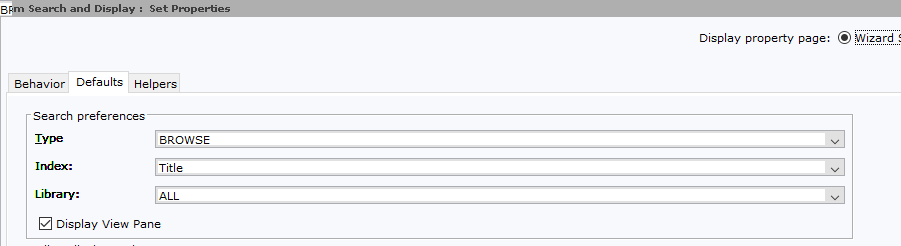 m Search and Display : Set Properties
Display property page: Wizard
Behavior Defaults Helpers
Search preferences
Type BROWSE
Index: Title
Library: ALL
Display View Pane